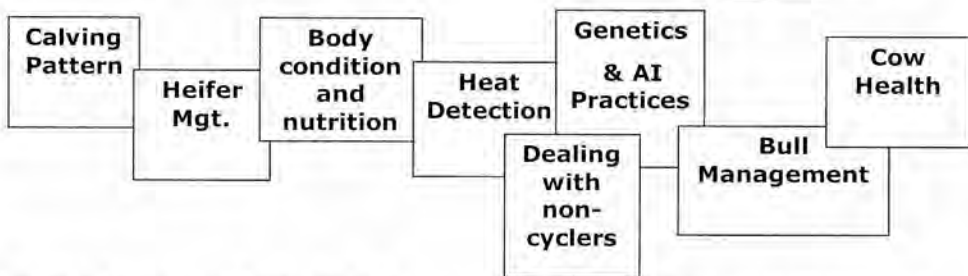 Calving
Pattern
Heifer
Mgt.
Body
condition
and
nutrition
Heat
Detection
Genetics
& AI
Practices
Dealing
with
non-
cyclers
Bull
Management
Cow
Health